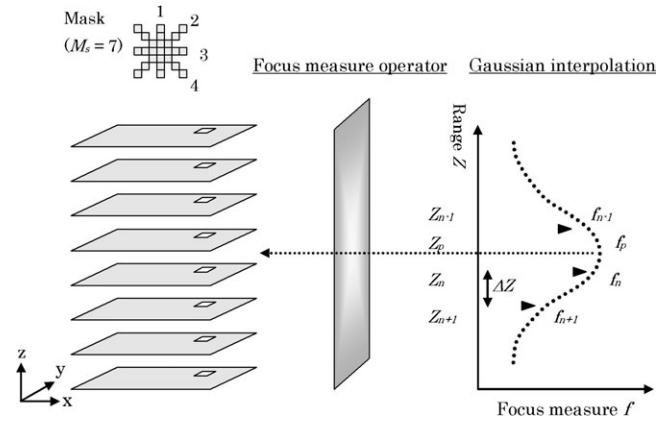 Mask
(Ms = 7)
1
2
3
4
Focus measure operator
Gaussian interpolation
Range Z
Zn-1
Zp
Zn
Zn+1
fn-1
fp
fn
fn+1
ΔZ
z
y
x
Focus measure f